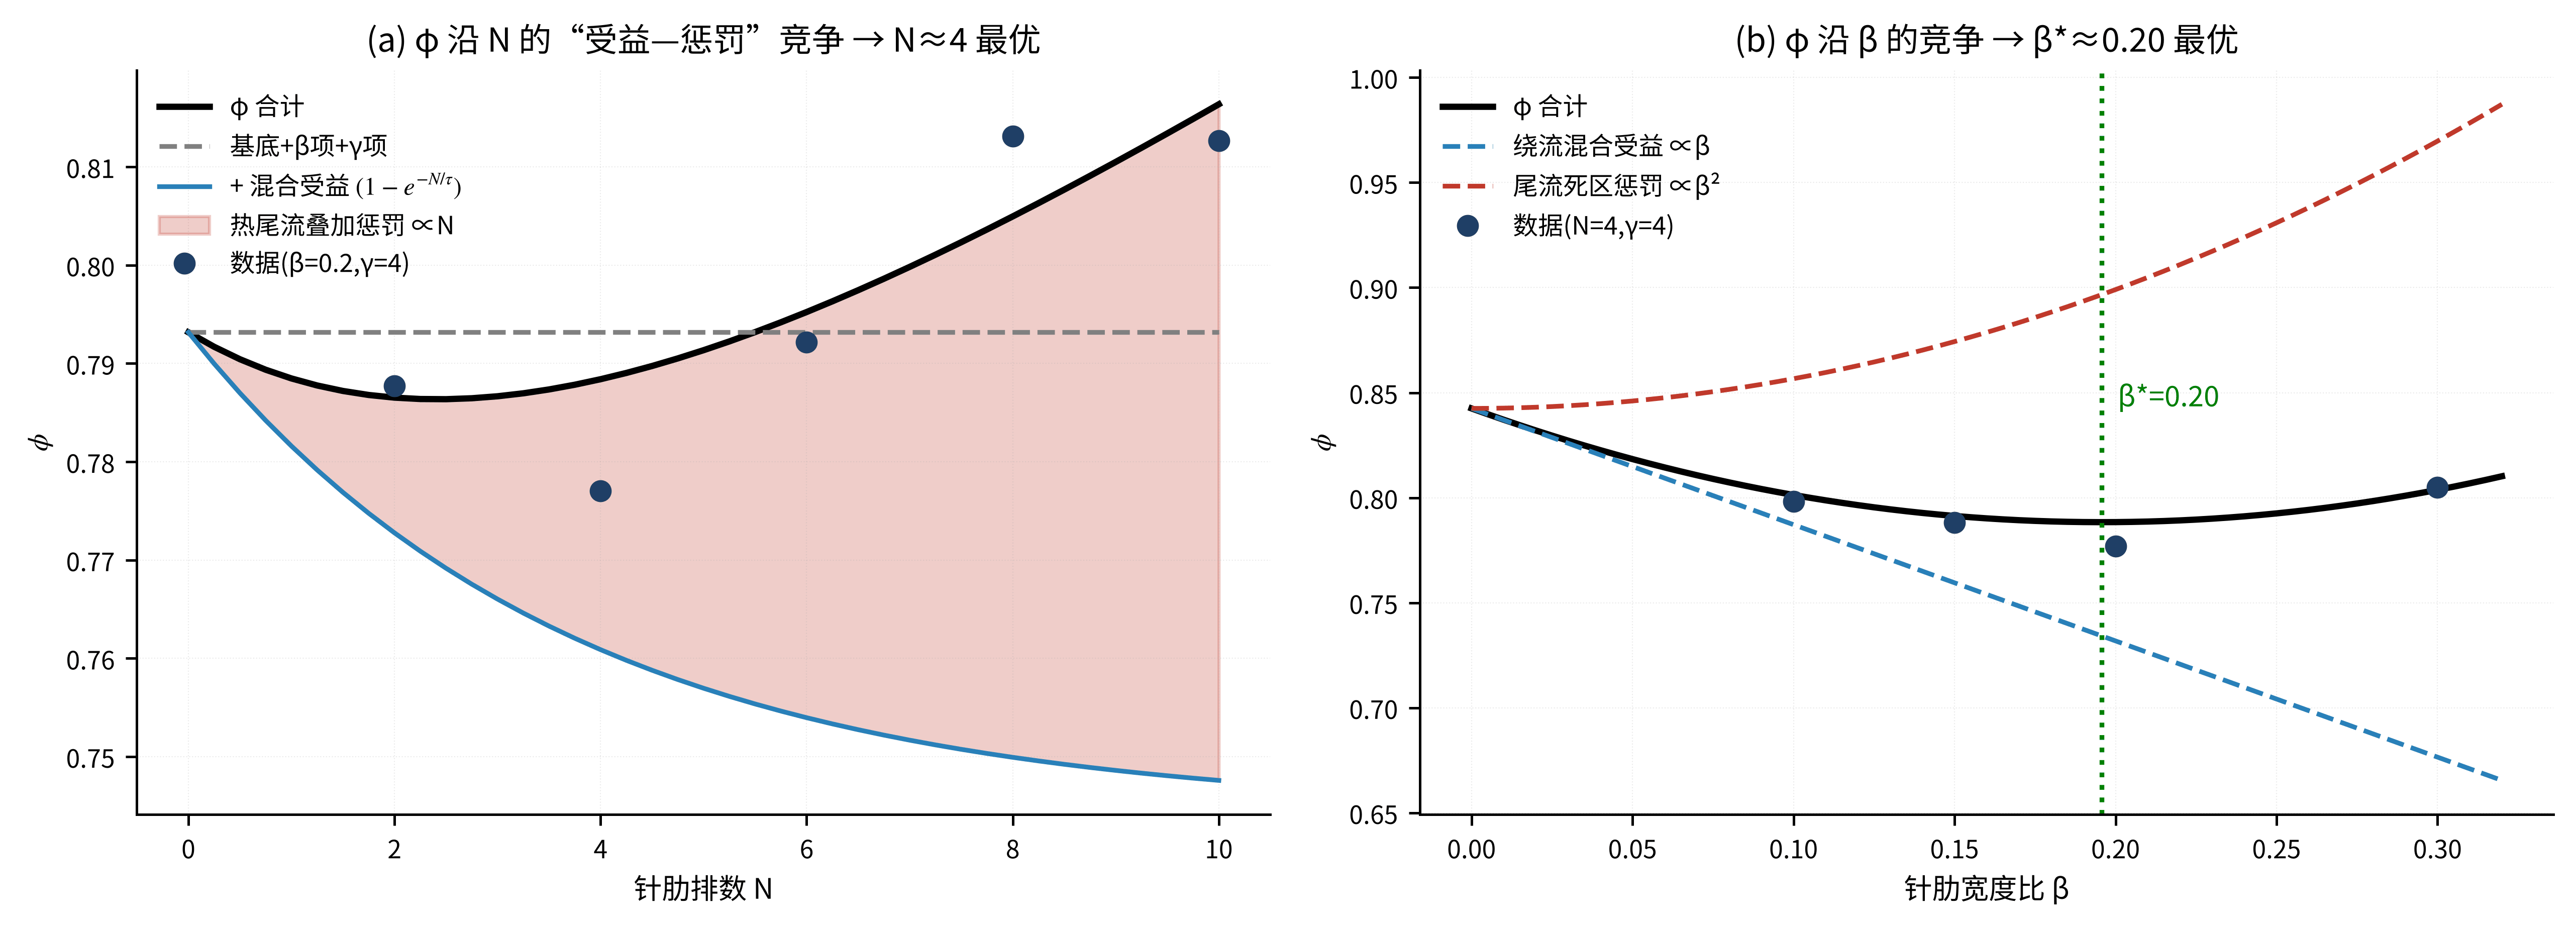 (a) ϕ 沿 N 的“受益—惩罚”竞争 → N≈4 最优
ϕ 合计
基底+β项+γ项
+ 混合受益 (1 − e^{−N/τ})
热尾流叠加惩罚 ∝N
数据(β=0.2,γ=4)
0.81
0.80
0.79
0.78
0.77
0.76
0.75
ϕ
0
2
4
6
8
10
针肋排数 N
(b) ϕ 沿 β 的竞争 → β*≈0.20 最优
ϕ 合计
绕流混合受益 ∝β
尾流死区惩罚 ∝β²
数据(N=4,γ=4)
1.00
0.95
0.90
0.85
0.80
0.75
0.70
0.65
ϕ
β*=0.20
0.00
0.05
0.10
0.15
0.20
0.25
0.30
针肋宽度比 β